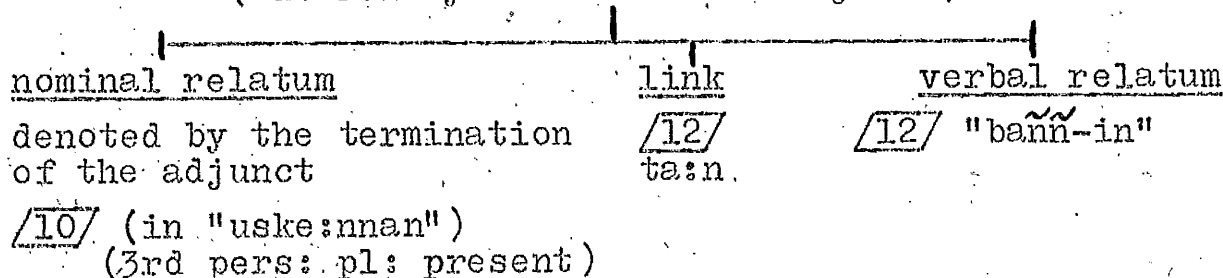 nominal relatum link verbal relatum
denoted by the termination /12/ /12/ "baññ-in"
of the adjunct ta:n.
/10/ (in "uske:nnan")
(3rd pers: pl: present)